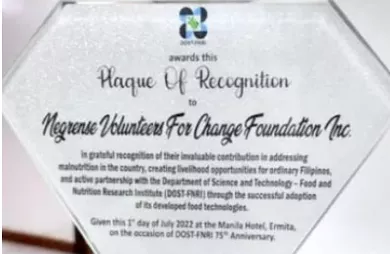 DOST-FNRI
awards this
Plaque Of Recognition
to
Negrense Volunteers For Change Foundation Inc.
In grateful recognition of their invaluable contribution in addressing
malnutrition in the country, creating livelihood opportunities for ordinary Filipinos,
and active partnership with the Department of Science and Technology - Food and
Nutrition Research Institute (DOST-FNRI) through the successful adoption
of its developed food technologies.
Given this 1st day of July 2022 at the Manila Hotel, Ermita,
on the occasion of DOST-FNRI 75th Anniversary.